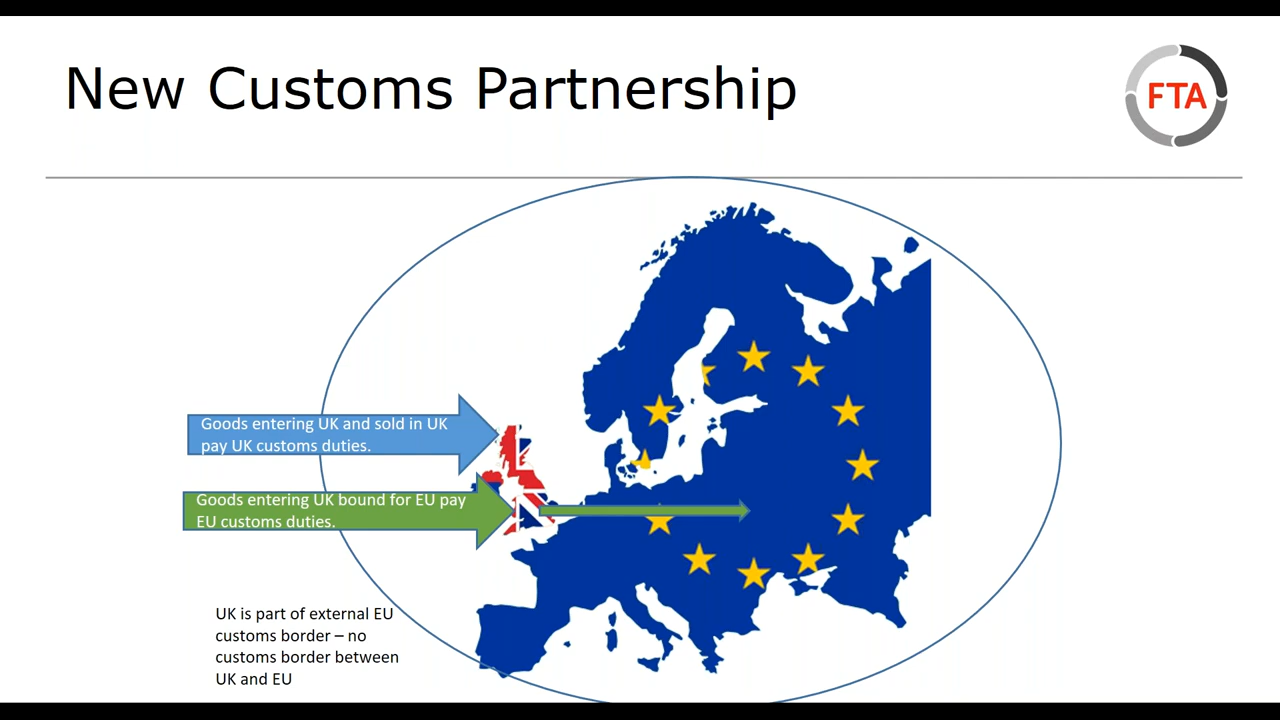 New Customs Partnership
FTA
Goods entering UK and sold in UK
pay UK customs duties.
Goods entering UK bound for EU pay
EU customs duties.
UK is part of external EU
customs border – no
customs border between
UK and EU